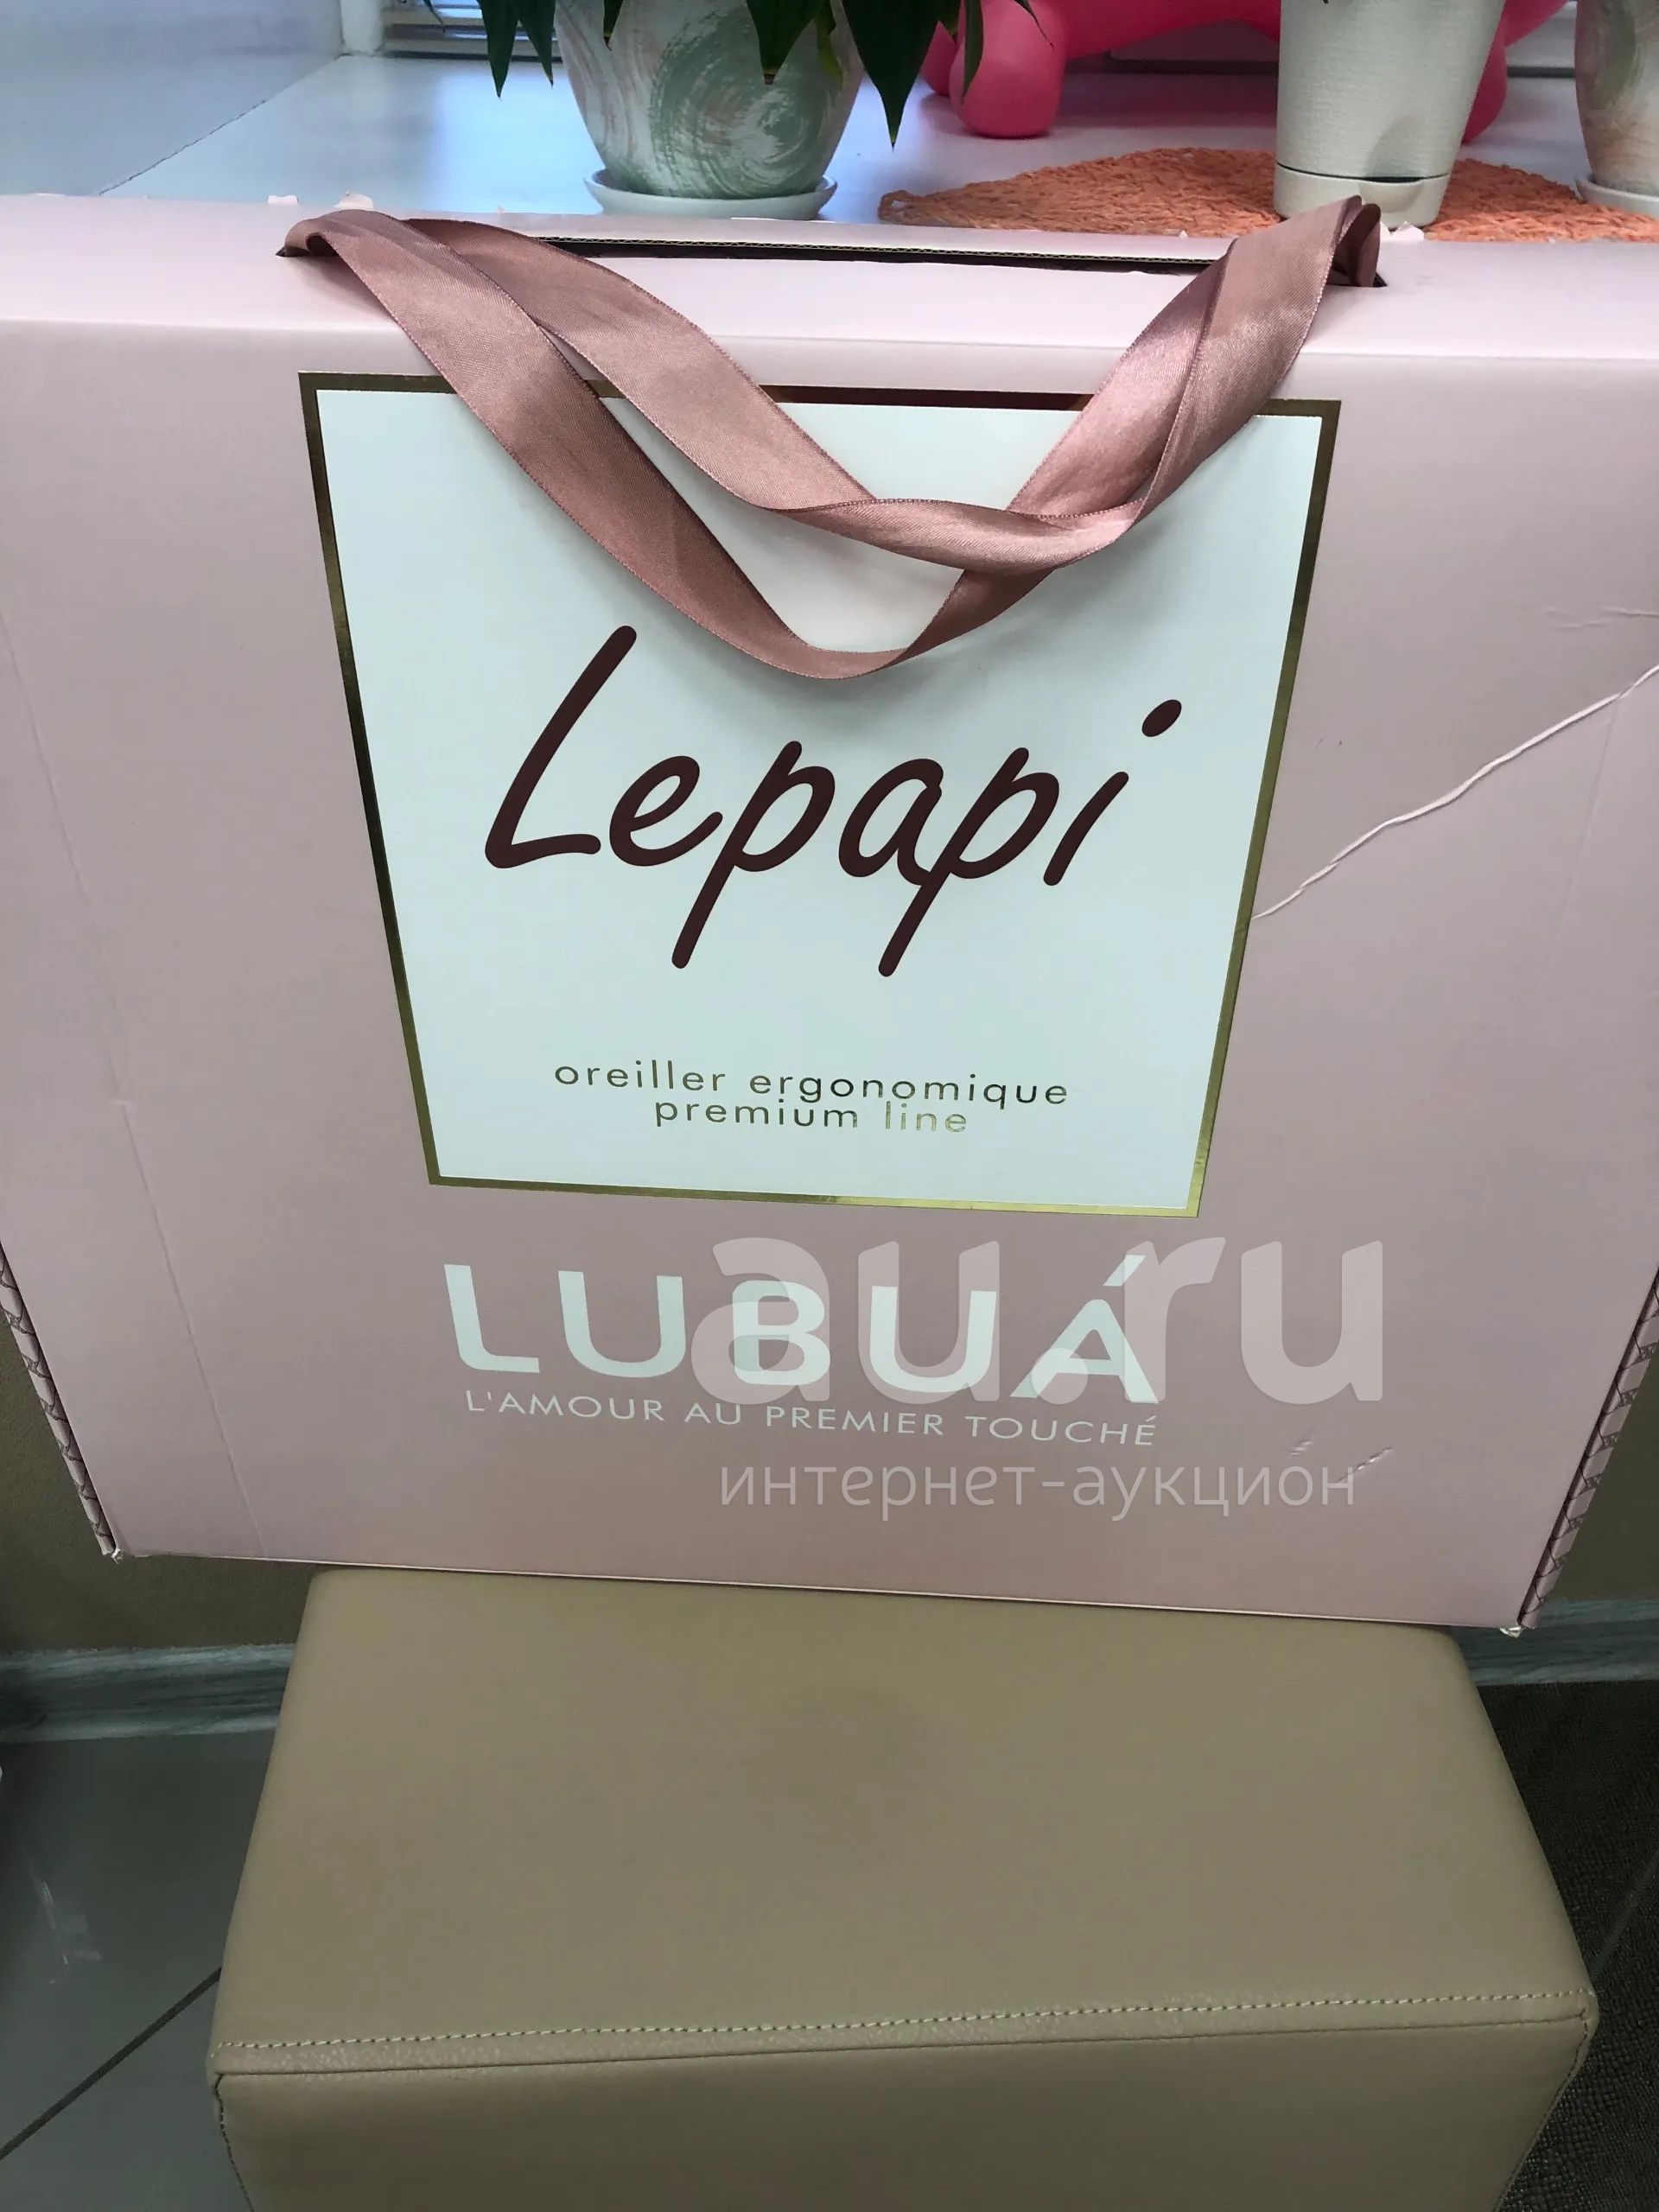 Lepapi
oreiller ergonomique
premium line
LUBUÁ
L'AMOUR AU PREMIER TOUCHÉ
au.ru
интернет-аукцион